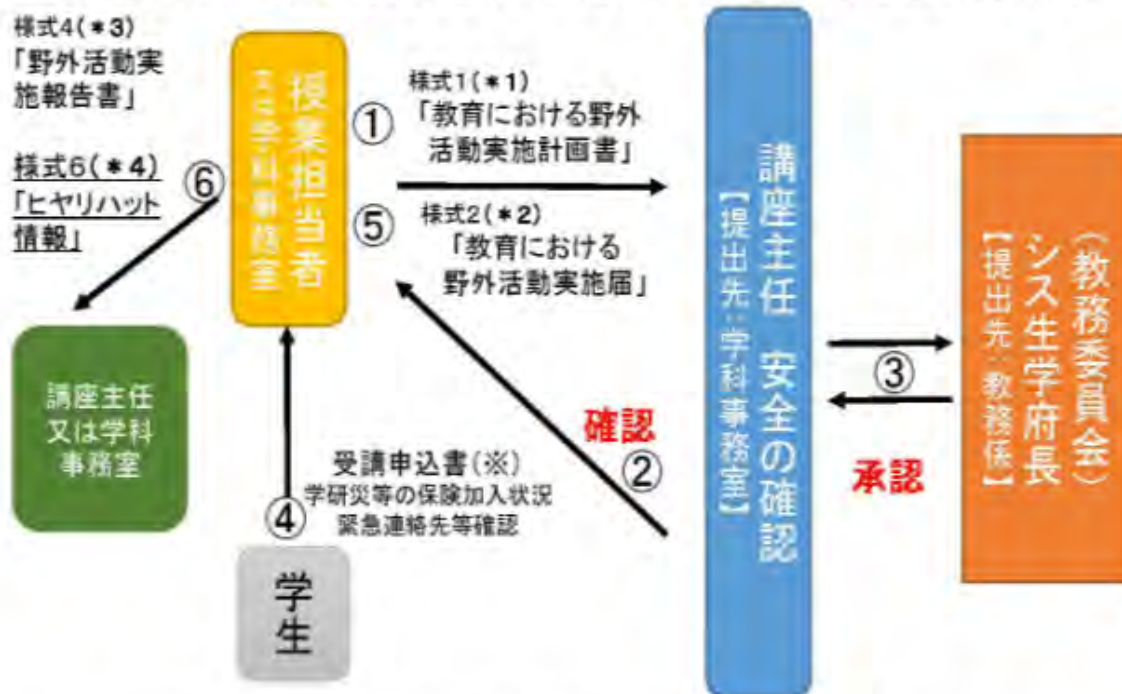 様式4(*3)
「野外活動実
施報告書」
様式6(*4)
「ヒヤリハット
情報」
⑥
授業担当者
学科事務室
①
様式1(*1)
「教育における野外
活動実施計画書」
⑤
様式2(*2)
「教育における
野外活動実施届」
講座主任 安全の確認
【提出先:学科事務室】
(教務委員会)
シス生学府長
【提出先:教務係】
③
承認
確認
②
講座主任
又は学科
事務室
受講申込書(※)
学研災等の保険加入状況
緊急連絡先等確認
④
学生